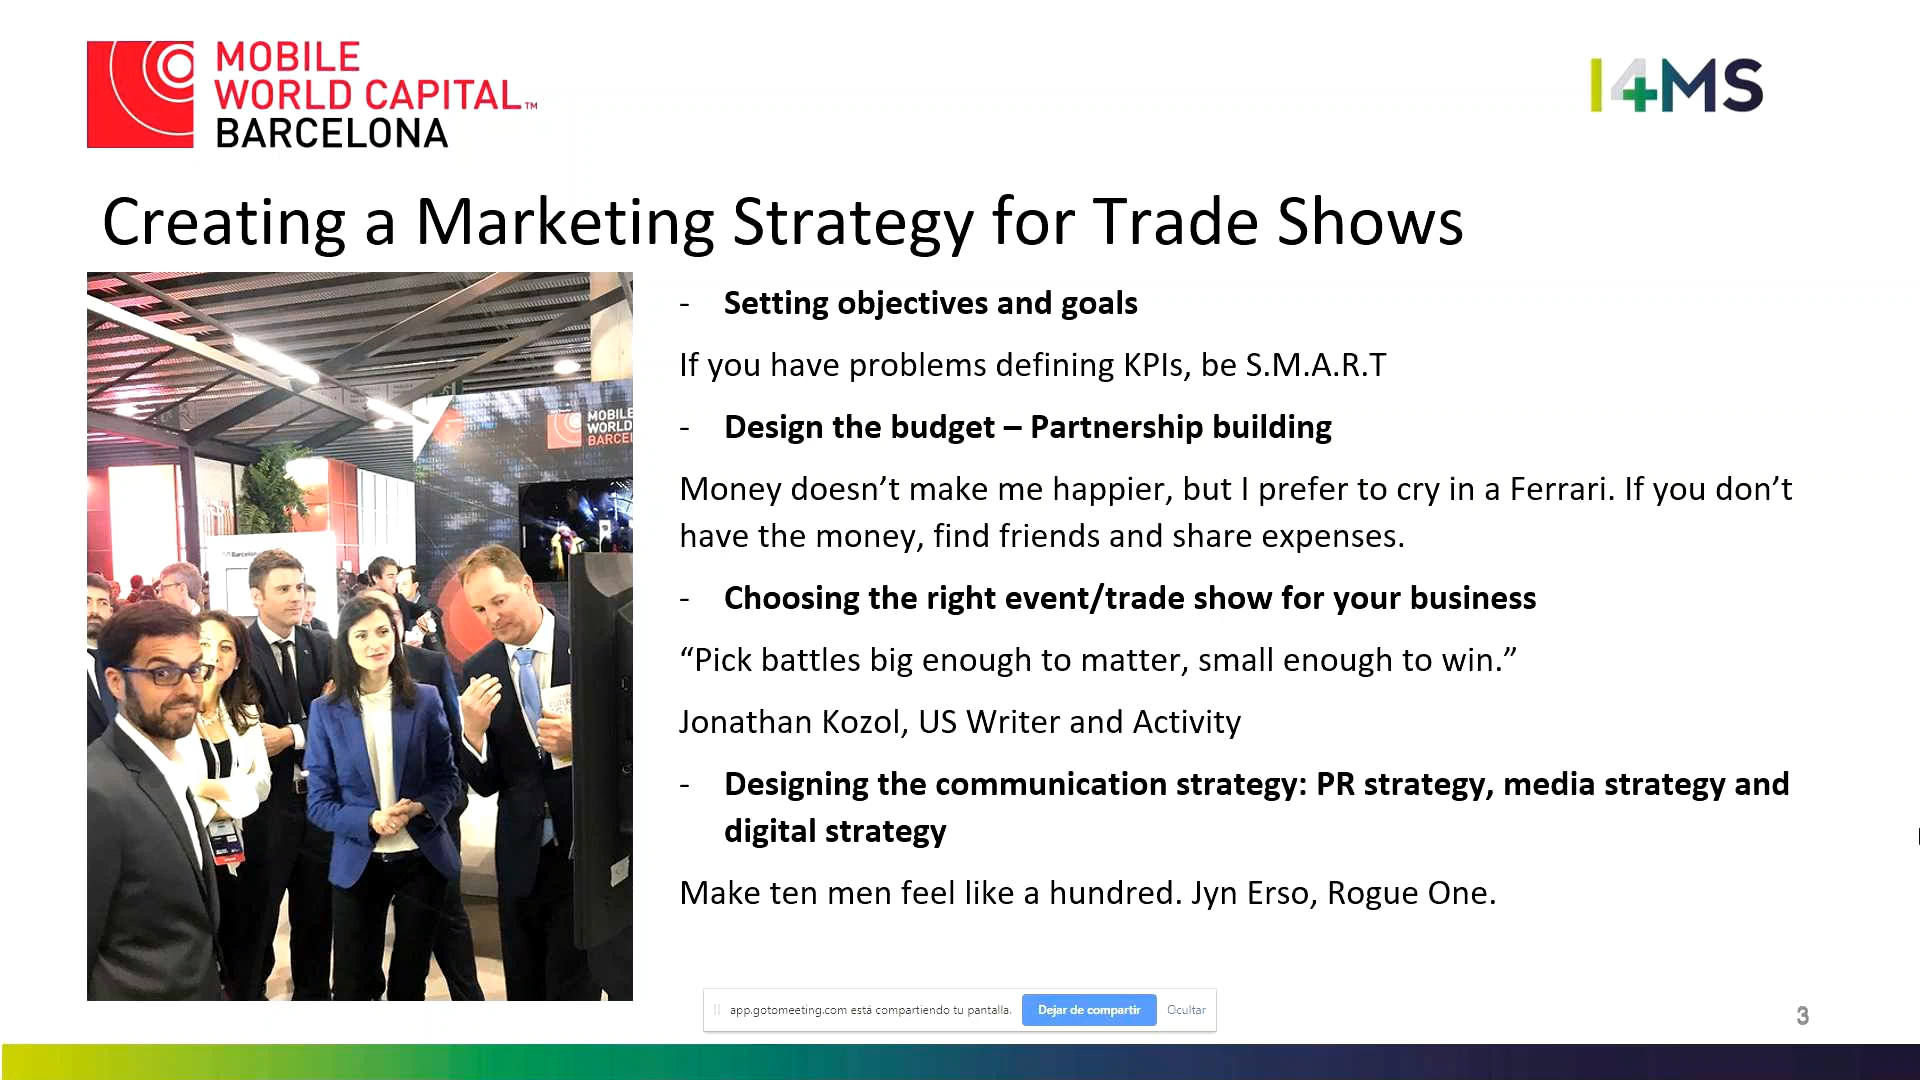 MOBILE
WORLD CAPITAL™
BARCELONA
I4MS
Creating a Marketing Strategy for Trade Shows
MOBILE
WORLD
BARCEL
Barcelona
- Setting objectives and goals
If you have problems defining KPIs, be S.M.A.R.T
- Design the budget – Partnership building
Money doesn’t make me happier, but I prefer to cry in a Ferrari. If you don’t
have the money, find friends and share expenses.
- Choosing the right event/trade show for your business
“Pick battles big enough to matter, small enough to win.”
Jonathan Kozol, US Writer and Activity
- Designing the communication strategy: PR strategy, media strategy and
digital strategy
Make ten men feel like a hundred. Jyn Erso, Rogue One.
app.gotomeeting.com está compartiendo tu pantalla.
Dejar de compartir
Ocultar
3